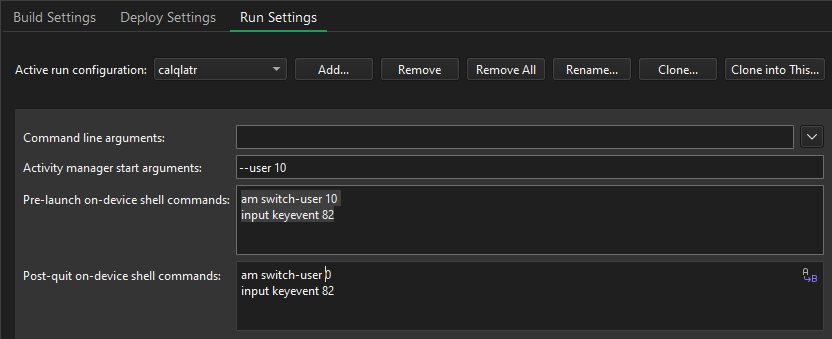 Build Settings Deploy Settings Run Settings
Active run configuration: calqlatr Add... Remove Remove All Rename... Clone... Clone into This...
Command line arguments:
Activity manager start arguments: --user 10
Pre-launch on-device shell commands: am switch-user 10
input keyevent 82
Post-quit on-device shell commands: am switch-user 0
input keyevent 82
A B